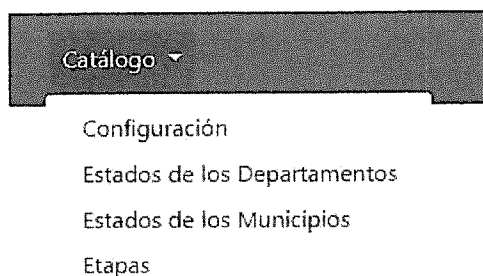 Catálogo
Configuración
Estados de los Departamentos
Estados de los Municipios
Etapas